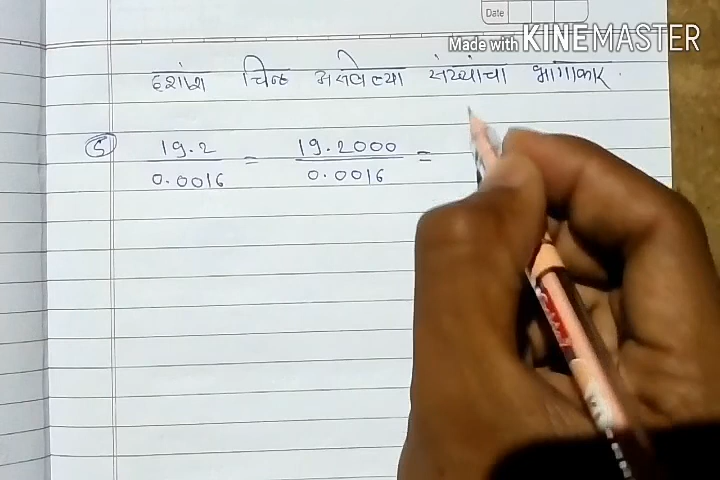 Date
Made with KINEMASTER
दशांश चिन्ह असलेल्या संख्यांचा भागाकार.
5 19.2 / 0.0016 = 19.2000 / 0.0016 =